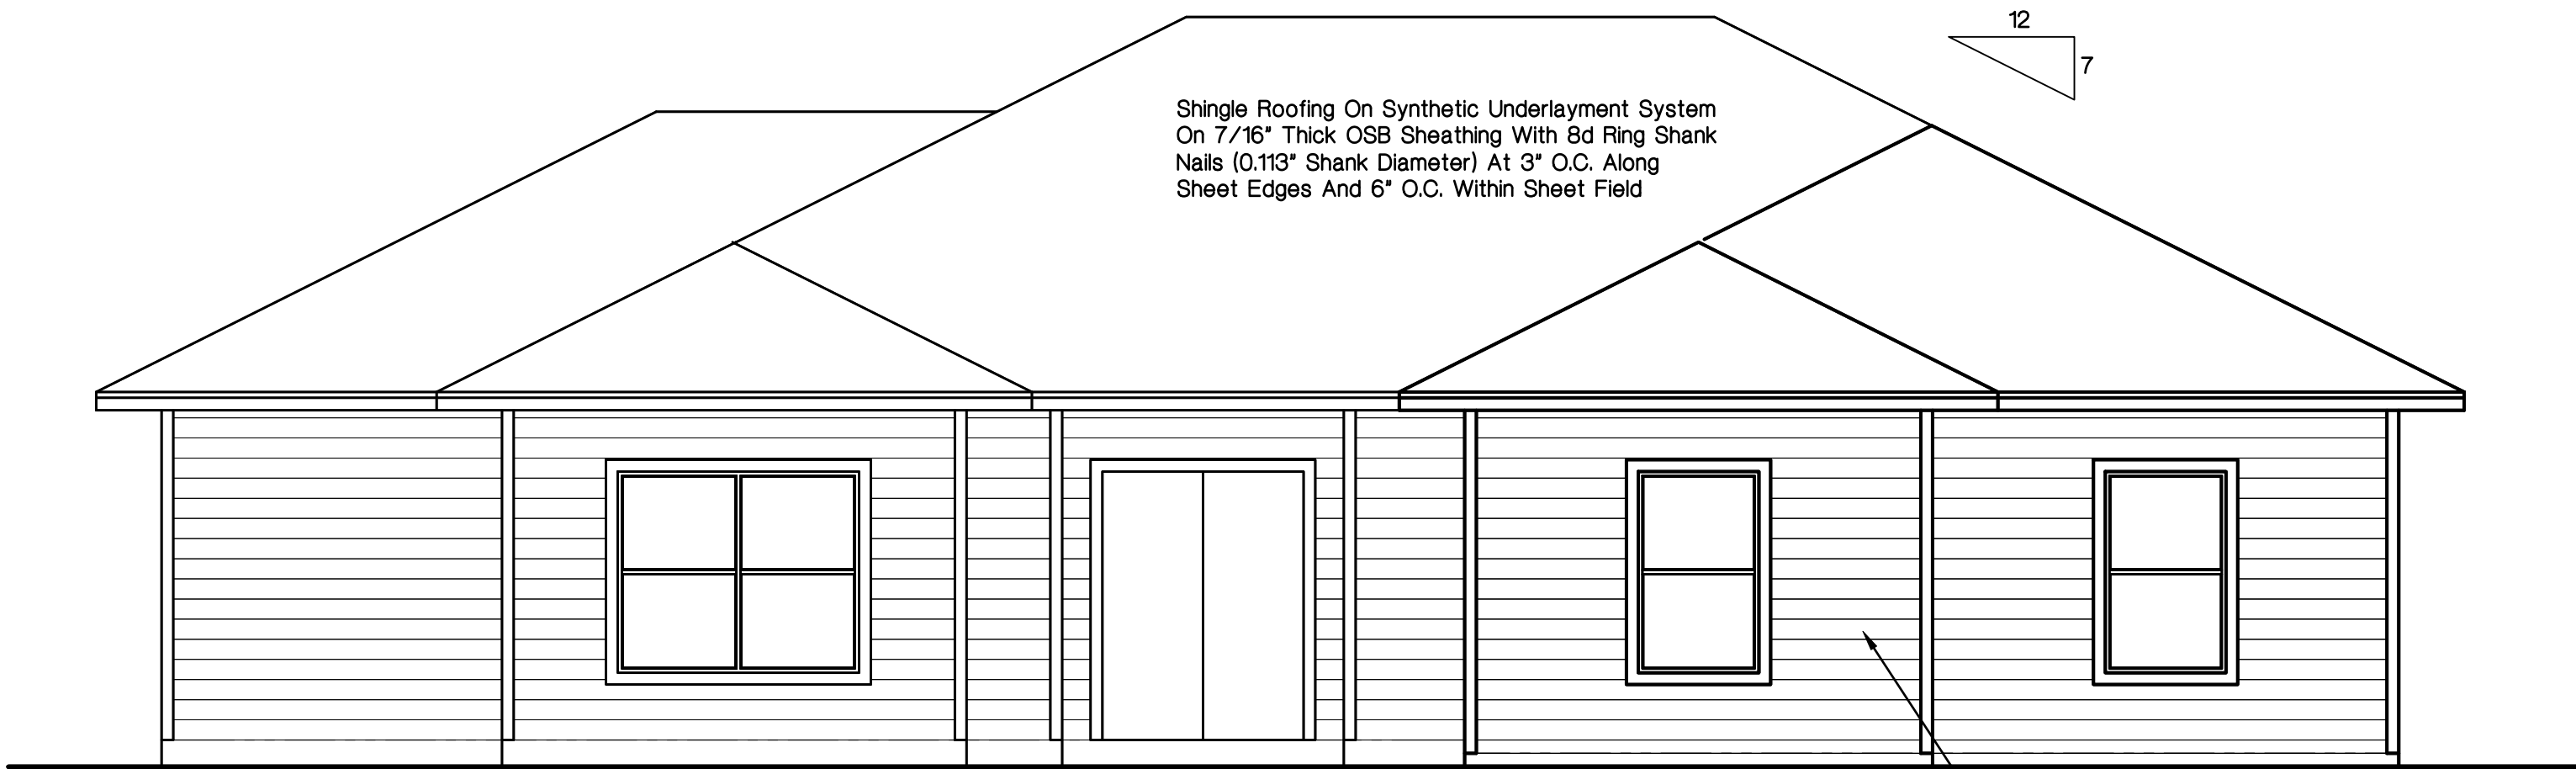 12
7
Shingle Roofing On Synthetic Underlayment System
On 7/16" Thick OSB Sheathing With 8d Ring Shank
Nails (0.113" Shank Diameter) At 3" O.C. Along
Sheet Edges And 6" O.C. Within Sheet Field